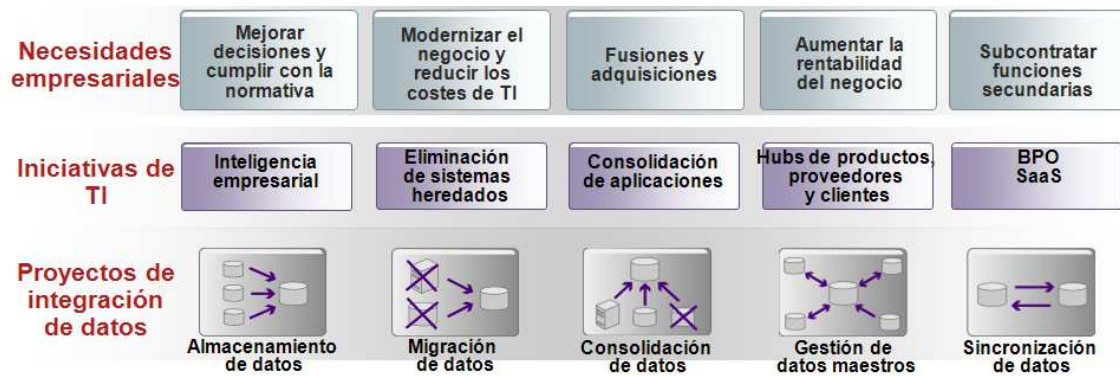 Necesidades
empresariales
Mejorar
decisiones y
cumplir con la
normativa
Modernizar el
negocio y
reducir los
costes de TI
Fusiones y
adquisiciones
Aumentar la
rentabilidad
del negocio
Subcontratar
funciones
secundarias
Iniciativas de
TI
Inteligencia
empresarial
Eliminación
de sistemas
heredados
Consolidación
de aplicaciones
Hubs de productos,
proveedores
y clientes
BPO
SaaS
Proyectos de
integración
de datos
Almacenamiento
de datos
Migración
de datos
Consolidación
de datos
Gestión de
datos maestros
Sincronización
de datos